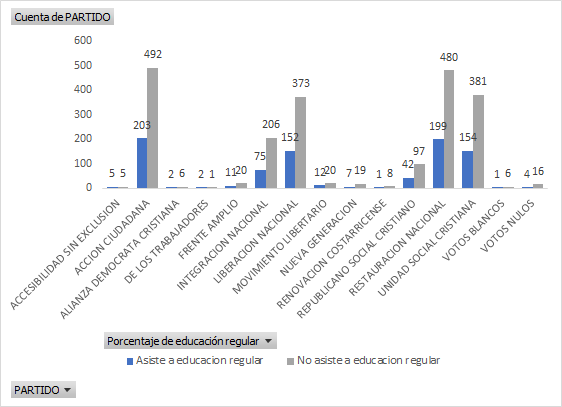 Cuenta de PARTIDO
600
500
400
300
200
100
0
5 5
203 492
2 6
2 1
11 20
75 206
152 373
12 20
7 19
1 8
42 97
199 480
154 381
1 6
4 16
ACCESIBILIDAD SIN EXCLUSION
ACCION CIUDADANA
ALIANZA DEMOCRATA CRISTIANA
DE LOS TRABAJADORES
FRENTE AMPLIO
INTEGRACION NACIONAL
LIBERACION NACIONAL
MOVIMIENTO LIBERTARIO
NUEVA GENERACION
RENOVACION COSTARRICENSE
REPUBLICANO SOCIAL CRISTIANO
RESTAURACION NACIONAL
UNIDAD SOCIAL CRISTIANA
VOTOS BLANCOS
VOTOS NULOS
Porcentaje de educación regular
Asiste a educacion regular
No asiste a educacion regular
PARTIDO